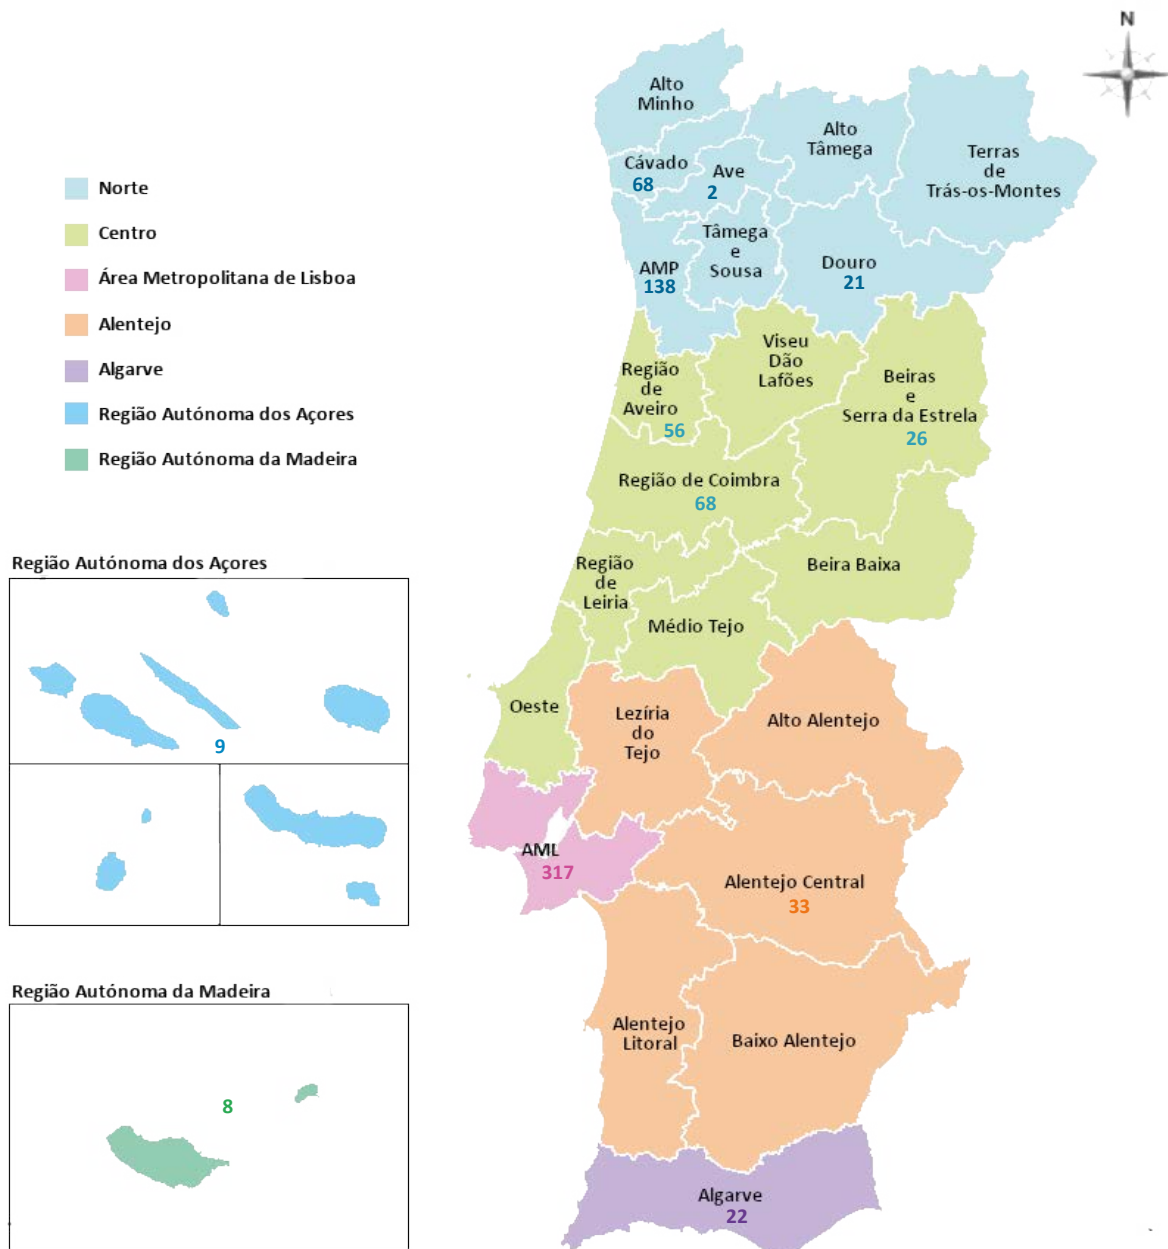 N
Norte
Centro
Área Metropolitana de Lisboa
Alentejo
Algarve
Região Autónoma dos Açores
Região Autónoma da Madeira
Alto
Minho
Cávado
68
Ave
2
Alto
Tâmega
Terras
de
Trás-os-Montes
Tâmega
e
Sousa
AMP
138
Douro
21
Região
de
Aveiro
56
Viseu
Dão
Lafões
Beiras
e
Serra da Estrela
26
Região de Coimbra
68
Região
de
Leiria
Beira Baixa
Médio Tejo
Oeste
Lezíria
do
Tejo
Alto Alentejo
AML
317
Alentejo Central
33
Alentejo
Litoral
Baixo Alentejo
Algarve
22
Região Autónoma dos Açores
9
Região Autónoma da Madeira
8